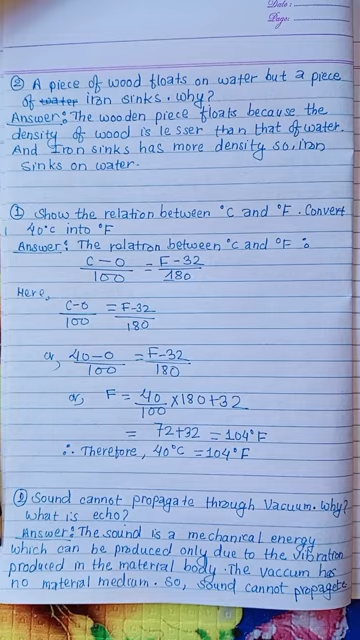 Date :
Page:
② A piece of wood floats on water but a piece
of water iron sinks. why?
Answer: The wooden piece floats because the
density of wood is lesser than that of water.
And Iron sinks has more density so, iron
sinks on water.
① Show the relation between °C and °F. Convert
40°C into °F
Answer: The rolatron between °C and °F :
C-0/100 = F-32/180
Here,
C-0/100 = F-32/180
or, 40-0/100 = F-32/180
or, F = 40/100 × 180+32
= 72+32 = 104°F
∴ Therefore, 40°C = 104°F
① Sound cannot propagate through Vacuum. Why?
what is echo?
Answer: The sound is a mechanical energy
which can be produced only due to the vibration
produced in the material body. The vaccum has
no material medium. So, Sound cannot propagate